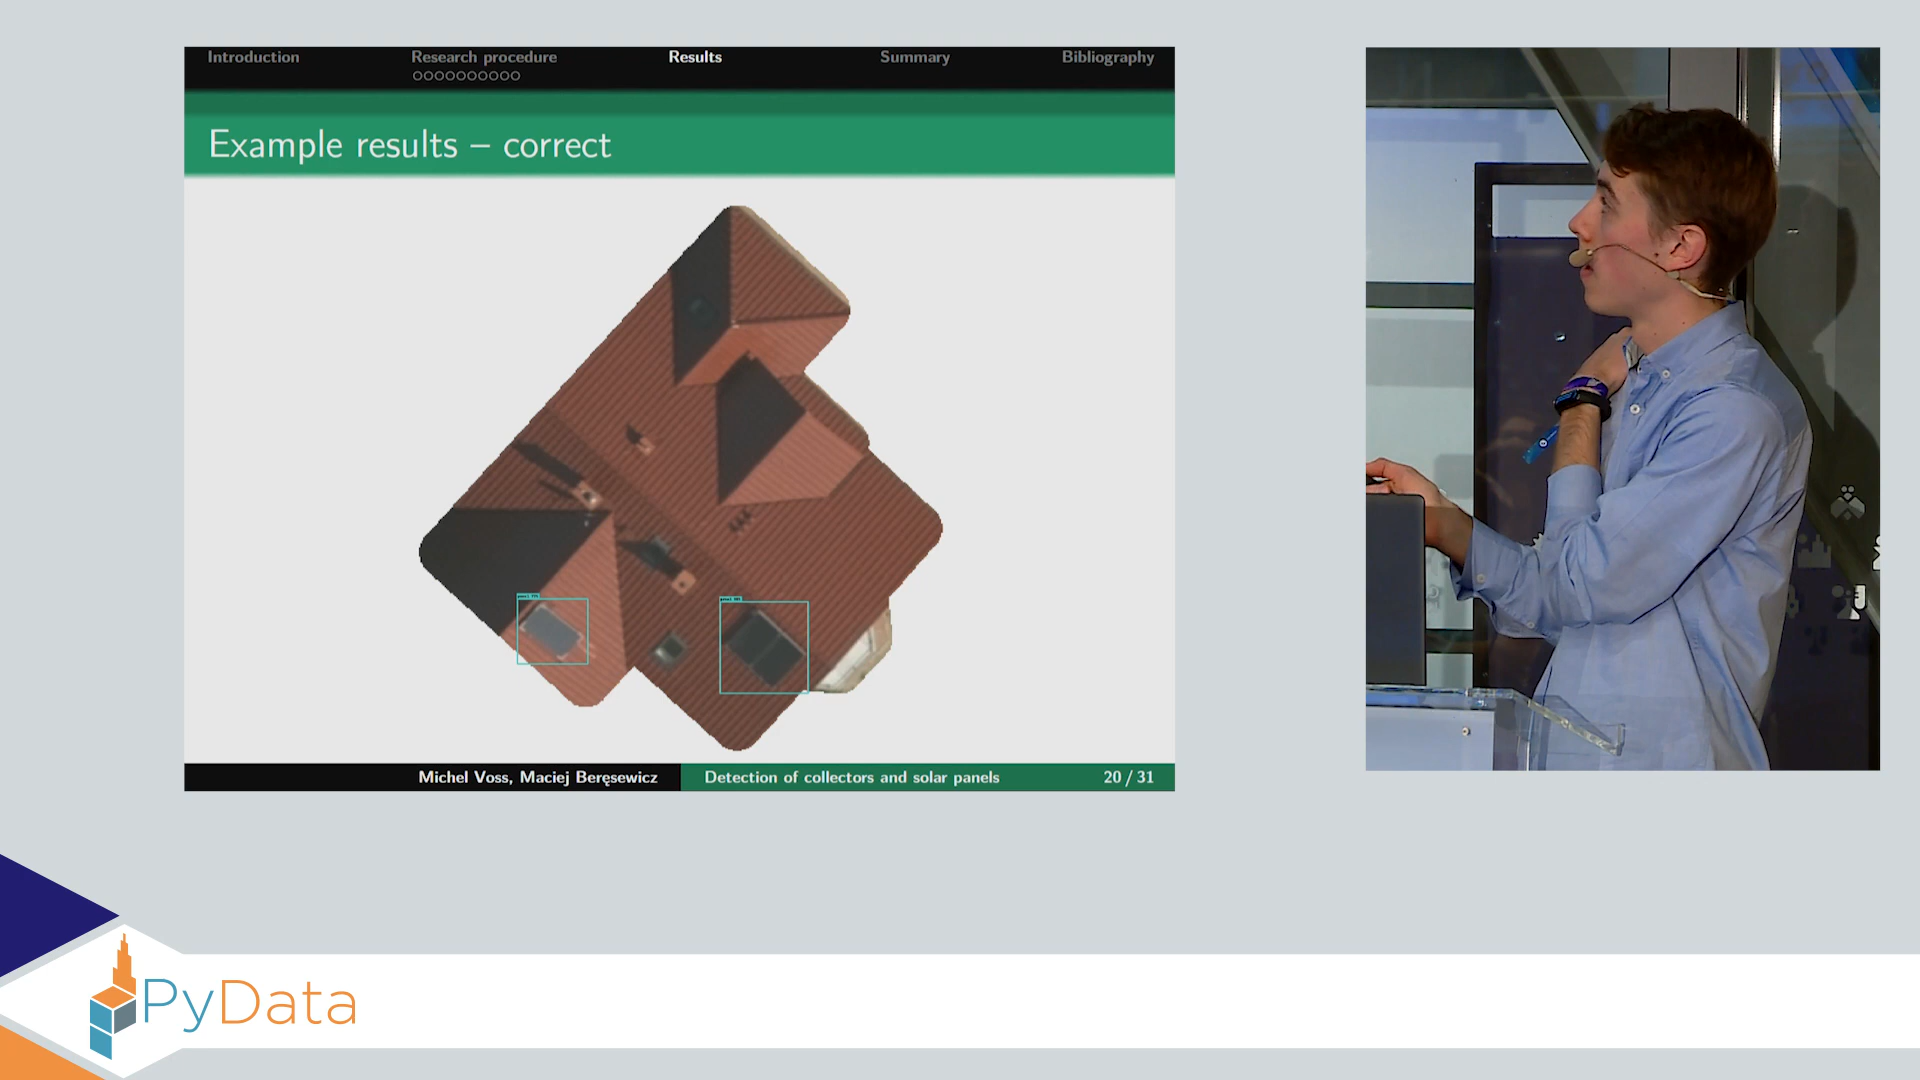 Introduction
Research procedure
Results
Summary
Bibliography
Example results – correct
Michel Voss, Maciej Beręsewicz
Detection of collectors and solar panels
20 / 31
PyData